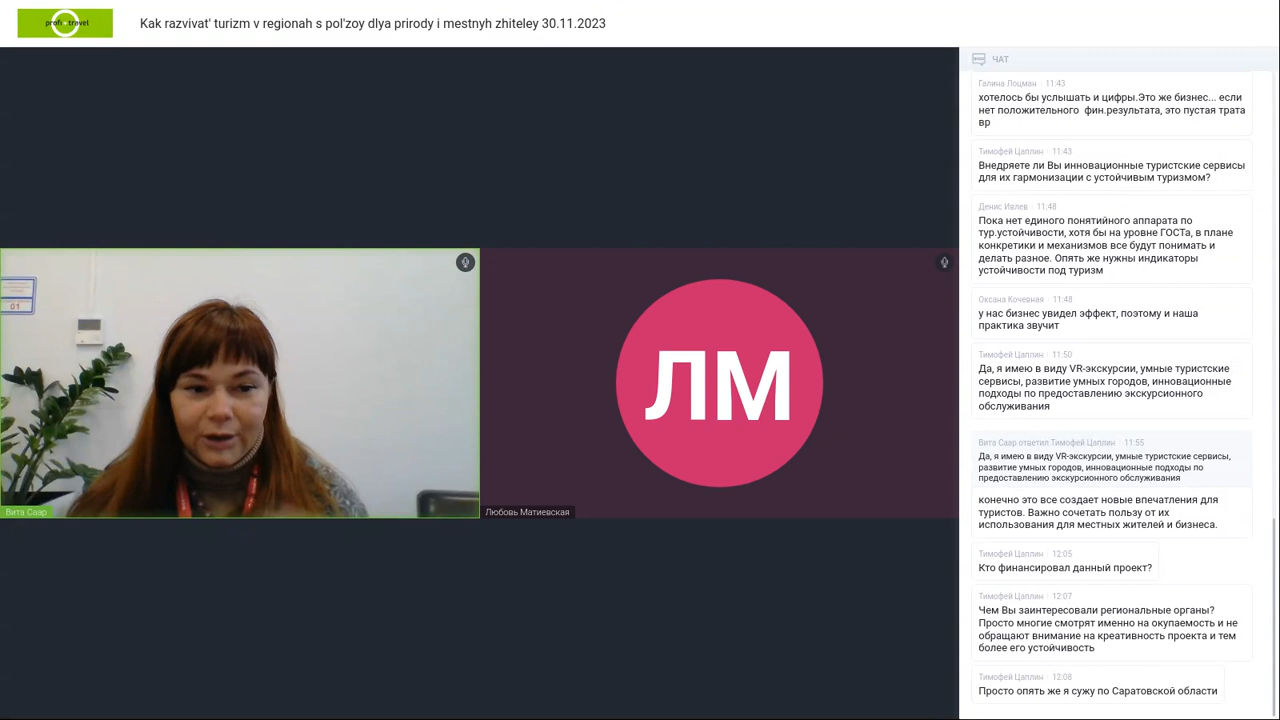 profi travel
Kak razvivat' turizm v regionah s pol'zoy dlya prirody i mestnyh zhiteley 30.11.2023
ЧАТ
Галина Лоцман · 11:43
хотелось бы услышать и цифры.Это же бизнес... если
нет положительного фин.результата, это пустая трата
вр
Тимофей Цаплин · 11:43
Внедряете ли Вы инновационные туристские сервисы
для их гармонизации с устойчивым туризмом?
Денис Ивлев · 11:48
Пока нет единого понятийного аппарата по
тур.устойчивости, хотя бы на уровне ГОСТа, в плане
конкретики и механизмов все будут понимать и
делать разное. Опять же нужны индикаторы
устойчивости под туризм
Оксана Кочевная · 11:48
у нас бизнес увидел эффект, поэтому и наша
практика звучит
Тимофей Цаплин · 11:50
Да, я имею в виду VR-экскурсии, умные туристские
сервисы, развитие умных городов, инновационные
подходы по предоставлению экскурсионного
обслуживания
Вита Саар ответил Тимофей Цаплин · 11:55
Да, я имею в виду VR-экскурсии, умные туристские сервисы,
развитие умных городов, инновационные подходы по
предоставлению экскурсионного обслуживания
конечно это все создает новые впечатления для
туристов. Важно сочетать пользу от их
использования для местных жителей и бизнеса.
Тимофей Цаплин · 12:05
Кто финансировал данный проект?
Тимофей Цаплин · 12:07
Чем Вы заинтересовали региональные органы?
Просто многие смотрят именно на окупаемость и не
обращают внимание на креативность проекта и тем
более его устойчивость
Тимофей Цаплин · 12:08
Просто опять же я сужу по Саратовской области
01
ЛМ
Вита Саар
Любовь Матиевская